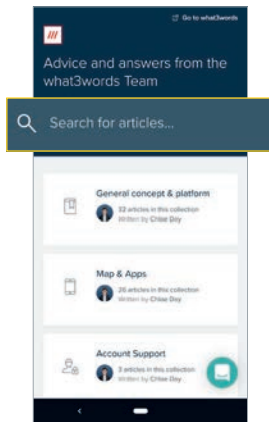 Go to what3words
Advice and answers from the
what3words Team
Search for articles...
General concept & platform
32 articles in this collection
Written by Chloe Day
Map & Apps
26 articles in this collection
Written by Chloe Day
Account Support
3 articles in this collection
Written by Chloe Day